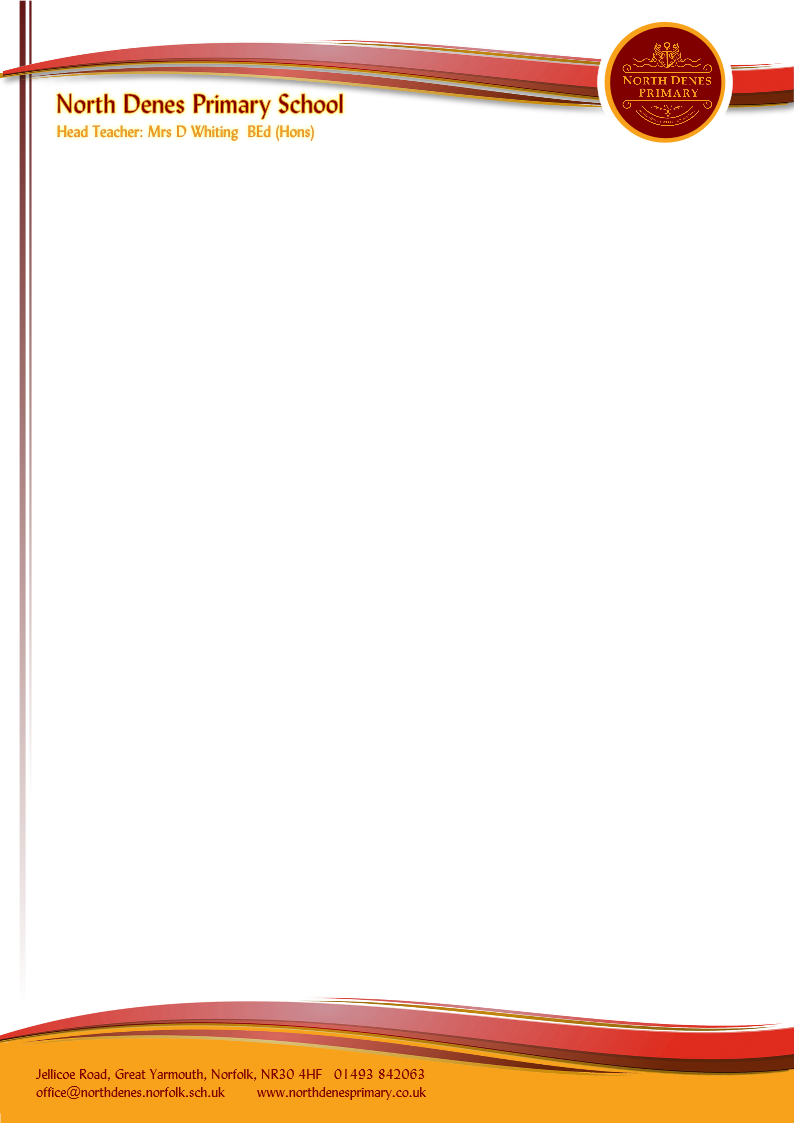 North Denes Primary School
Head Teacher: Mrs D Whiting BEd (Hons)
NORTH DENES
PRIMARY
Jellicoe Road, Great Yarmouth, Norfolk, NR30 4HF 01493 842063
office@northdenes.norfolk.sch.uk www.northdenesprimary.co.uk